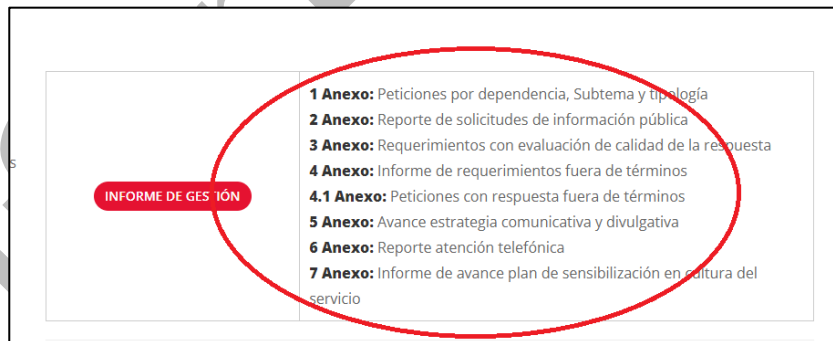 s
INFORME DE GESTIÓN
1 Anexo: Peticiones por dependencia, Subtema y tipología
2 Anexo: Reporte de solicitudes de información pública
3 Anexo: Requerimientos con evaluación de calidad de la respuesta
4 Anexo: Informe de requerimientos fuera de términos
4.1 Anexo: Peticiones con respuesta fuera de términos
5 Anexo: Avance estrategia comunicativa y divulgativa
6 Anexo: Reporte atención telefónica
7 Anexo: Informe de avance plan de sensibilización en cultura del
servicio